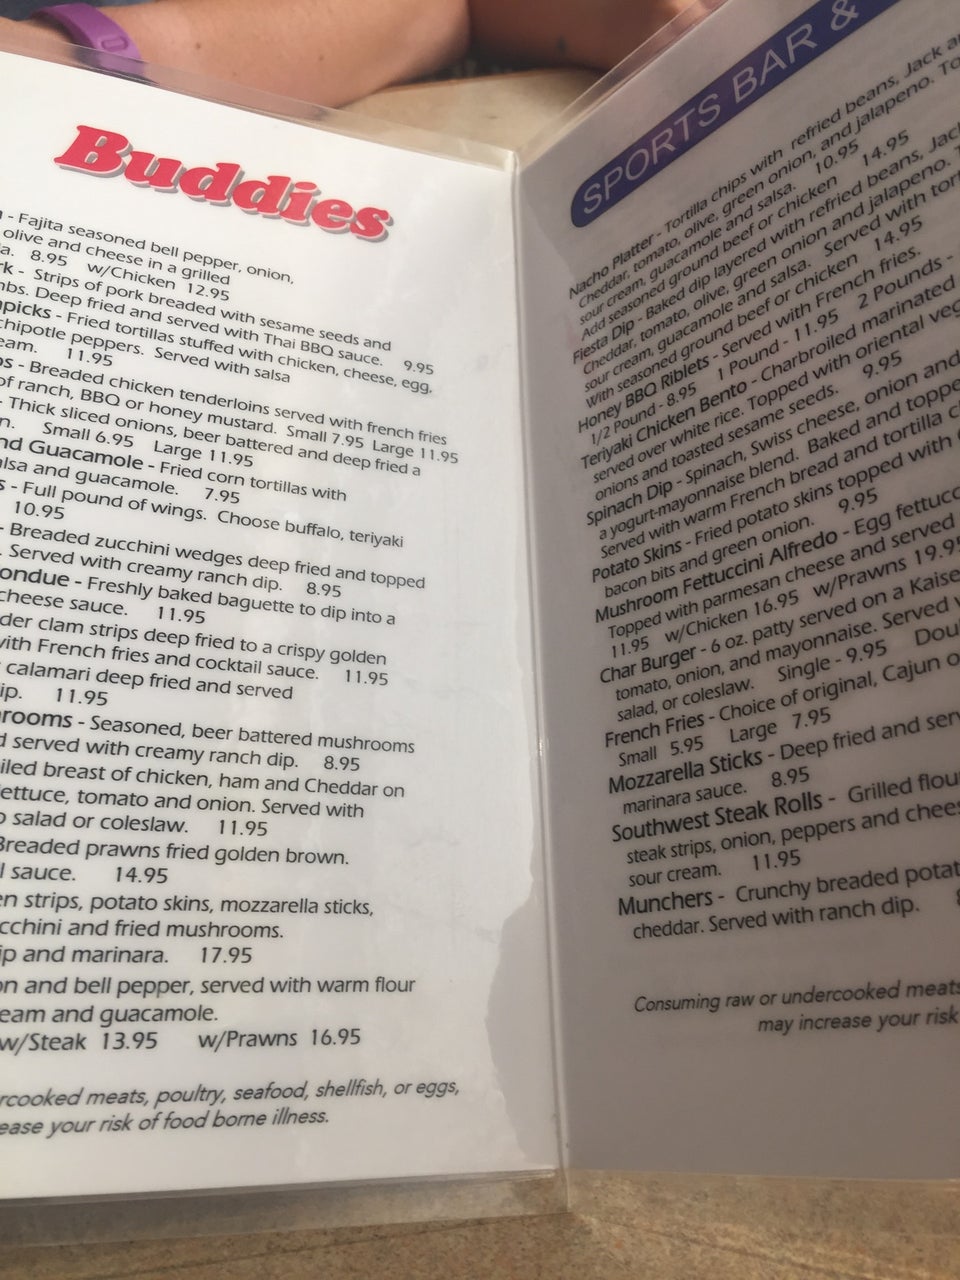 Buddies
- Fajita seasoned bell pepper, onion,
olive and cheese in a grilled
8.95 w/Chicken 12.95
- Strips of pork breaded with sesame seeds and
Deep fried and served with Thai BBQ sauce. 9.95
- Fried tortillas stuffed with chicken, cheese, egg,
chipotle peppers. Served with salsa
11.95
- Breaded chicken tenderloins served with french fries
of ranch, BBQ or honey mustard. Small 7.95 Large 11.95
- Thick sliced onions, beer battered and deep fried a
Small 6.95 Large 11.95
Guacamole - Fried corn tortillas with
salsa and guacamole. 7.95
- Full pound of wings. Choose buffalo, teriyaki
10.95
- Breaded zucchini wedges deep fried and topped
Served with creamy ranch dip. 8.95
ondue - Freshly baked baguette to dip into a
cheese sauce. 11.95
der clam strips deep fried to a crispy golden
with French fries and cocktail sauce. 11.95
calamari deep fried and served
ip. 11.95
rooms - Seasoned, beer battered mushrooms
d served with creamy ranch dip. 8.95
iled breast of chicken, ham and Cheddar on
lettuce, tomato and onion. Served with
o salad or coleslaw. 11.95
Breaded prawns fried golden brown.
l sauce. 14.95
en strips, potato skins, mozzarella sticks,
cchini and fried mushrooms.
ip and marinara. 17.95
on and bell pepper, served with warm flour
eam and guacamole.
w/Steak 13.95 w/Prawns 16.95
rcooked meats, poultry, seafood, shellfish, or eggs,
ease your risk of food borne illness.
SPORTS BAR &
Nacho Platter - Tortilla chips with refried beans, Jack
Cheddar, tomato, olive, green onion, and jalapeno.
sour cream, guacamole and salsa. 10.95
Add seasoned ground beef or chicken 14.95
Fiesta Dip - Baked dip layered with refried beans, Jack
Cheddar, tomato, olive, green onion and jalapeno.
sour cream, guacamole and salsa. Served with
With seasoned ground beef or chicken 14.95
Honey BBQ Riblets - Served with French fries.
1/2 Pound - 8.95 1 Pound - 11.95 2 Pounds -
Teriyaki Chicken Bento - Charbroiled marinated
served over white rice. Topped with oriental
onions and toasted sesame seeds. 9.95
Spinach Dip - Spinach, Swiss cheese, onion and
a yogurt-mayonnaise blend. Baked and
Served with warm French bread and tortilla
Potato Skins - Fried potato skins topped with
bacon bits and green onion. 9.95
Mushroom Fettuccini Alfredo - Egg
Topped with parmesan cheese and served
11.95 w/Chicken 16.95 w/Prawns 19.95
Char Burger - 6 oz. patty served on a
tomato, onion, and mayonnaise. Served
salad, or coleslaw. Single - 9.95
French Fries - Choice of original, Cajun
Small 5.95 Large 7.95
Mozzarella Sticks - Deep fried and
marinara sauce. 8.95
Southwest Steak Rolls - Grilled
steak strips, onion, peppers and
sour cream. 11.95
Munchers - Crunchy breaded
cheddar. Served with ranch dip.
Consuming raw or undercooked meats
may increase your risk